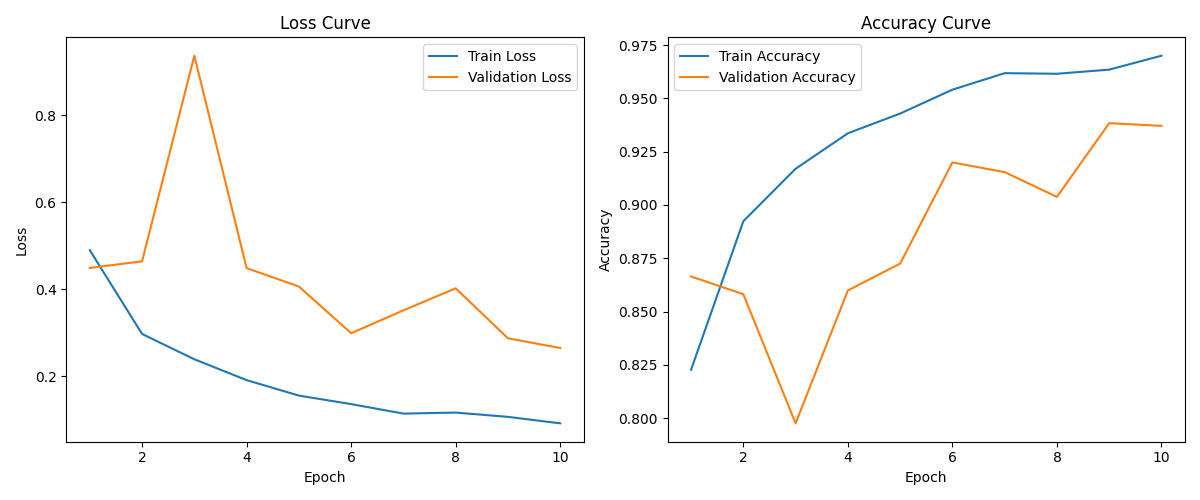 Loss Curve
Train Loss
Validation Loss
0.8
0.6
0.4
0.2
Loss
2 4 6 8 10
Epoch
Accuracy Curve
Train Accuracy
Validation Accuracy
0.975
0.950
0.925
0.900
0.875
0.850
0.825
0.800
Accuracy
2 4 6 8 10
Epoch